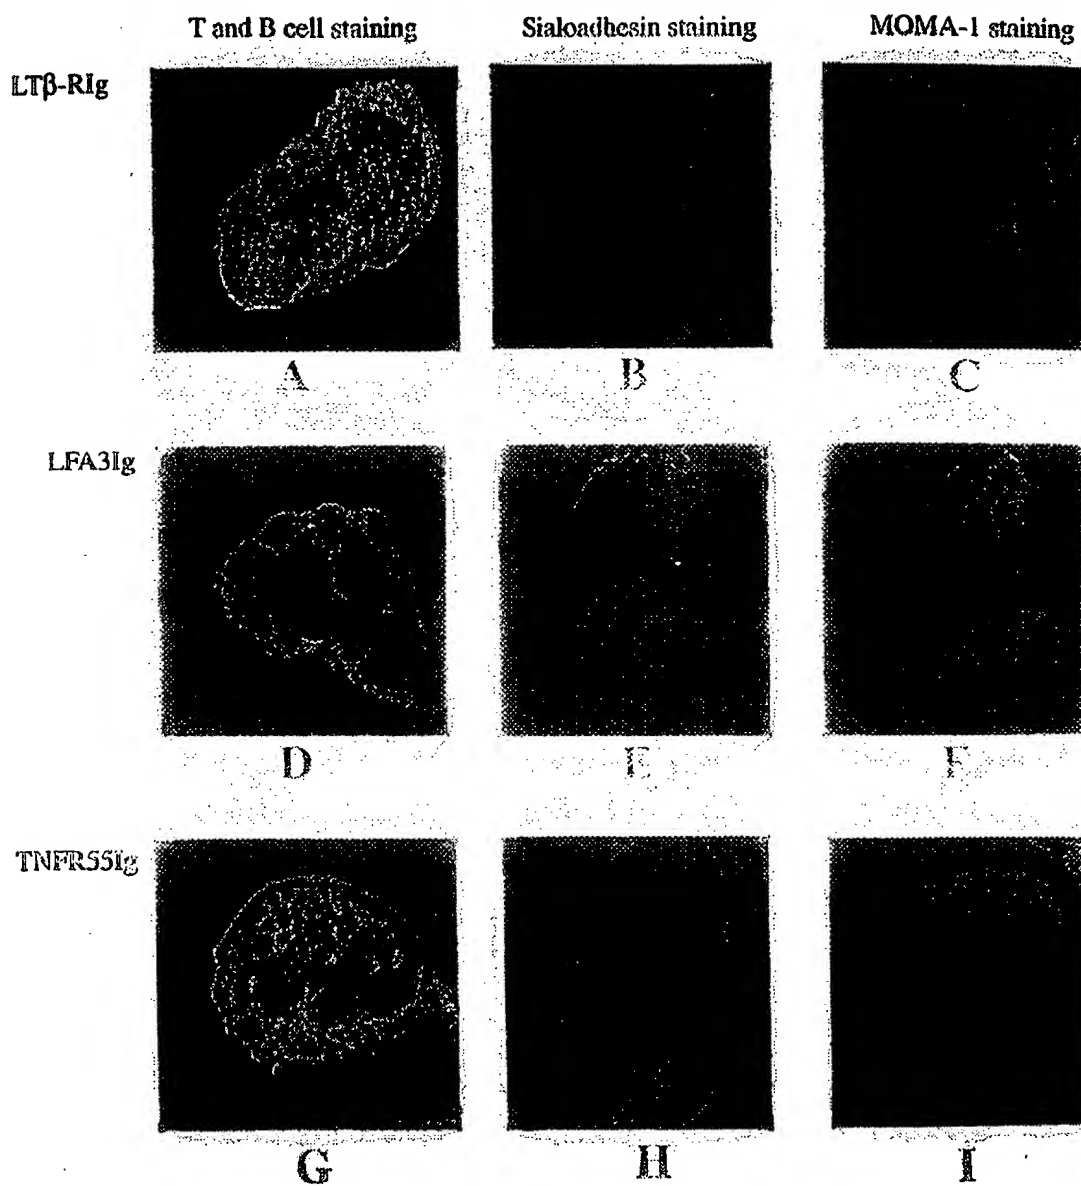 T and B cell staining
Sialoadhesin staining
MOMA-1 staining
LTβ-RIg
A
B
C
LFA3Ig
D
E
F
TNFR55Ig
G
H
I